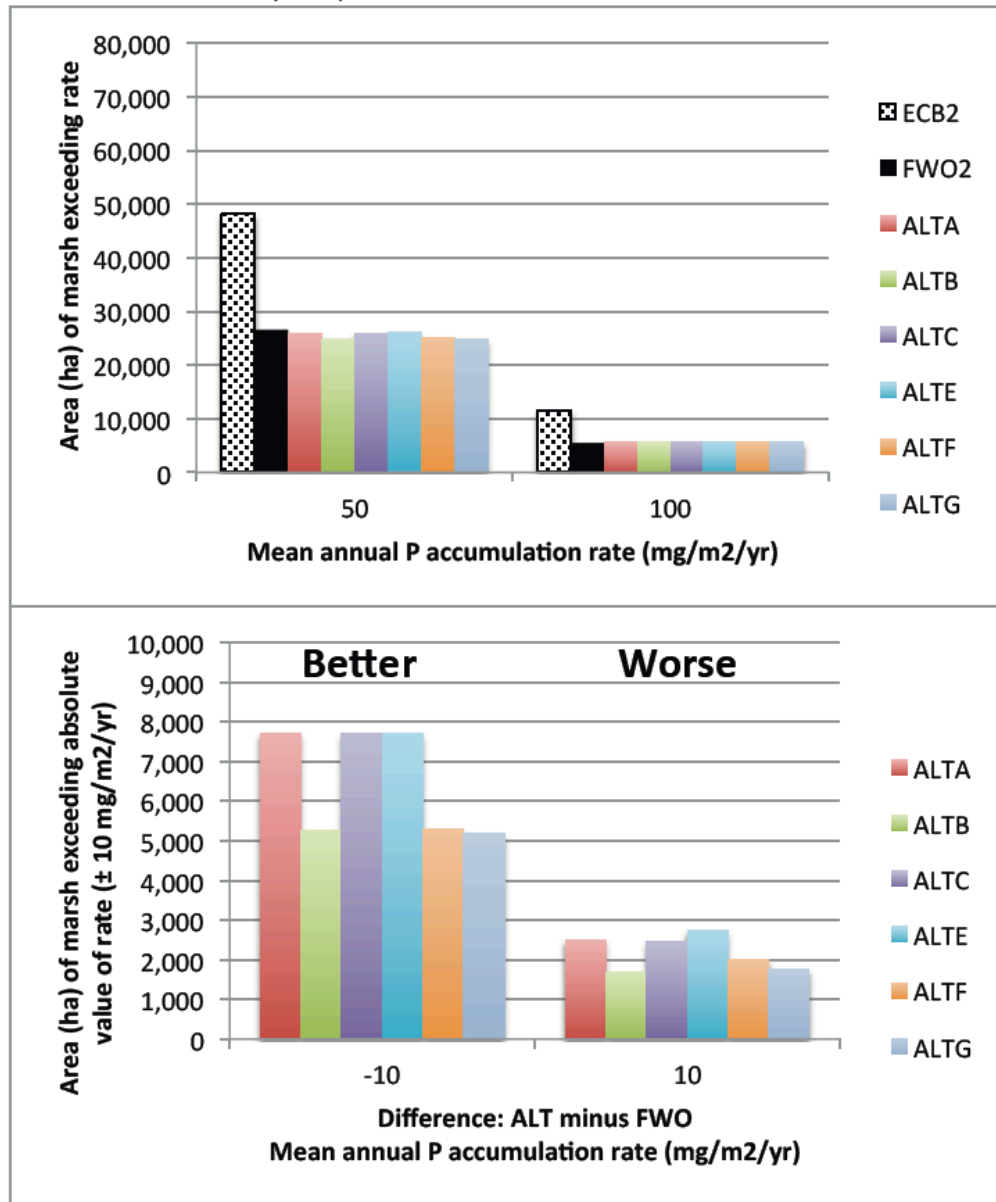 80,000
70,000
60,000
50,000
40,000
30,000
20,000
10,000
0
Area (ha) of marsh exceeding rate
50
100
Mean annual P accumulation rate (mg/m2/yr)
ECB2
FWO2
ALTA
ALTB
ALTC
ALTE
ALTF
ALTG
10,000
9,000
8,000
7,000
6,000
5,000
4,000
3,000
2,000
1,000
0
Area (ha) of marsh exceeding absolute
value of rate (± 10 mg/m2/yr)
Better
Worse
-10
10
Difference: ALT minus FWO
Mean annual P accumulation rate (mg/m2/yr)
ALTA
ALTB
ALTC
ALTE
ALTF
ALTG